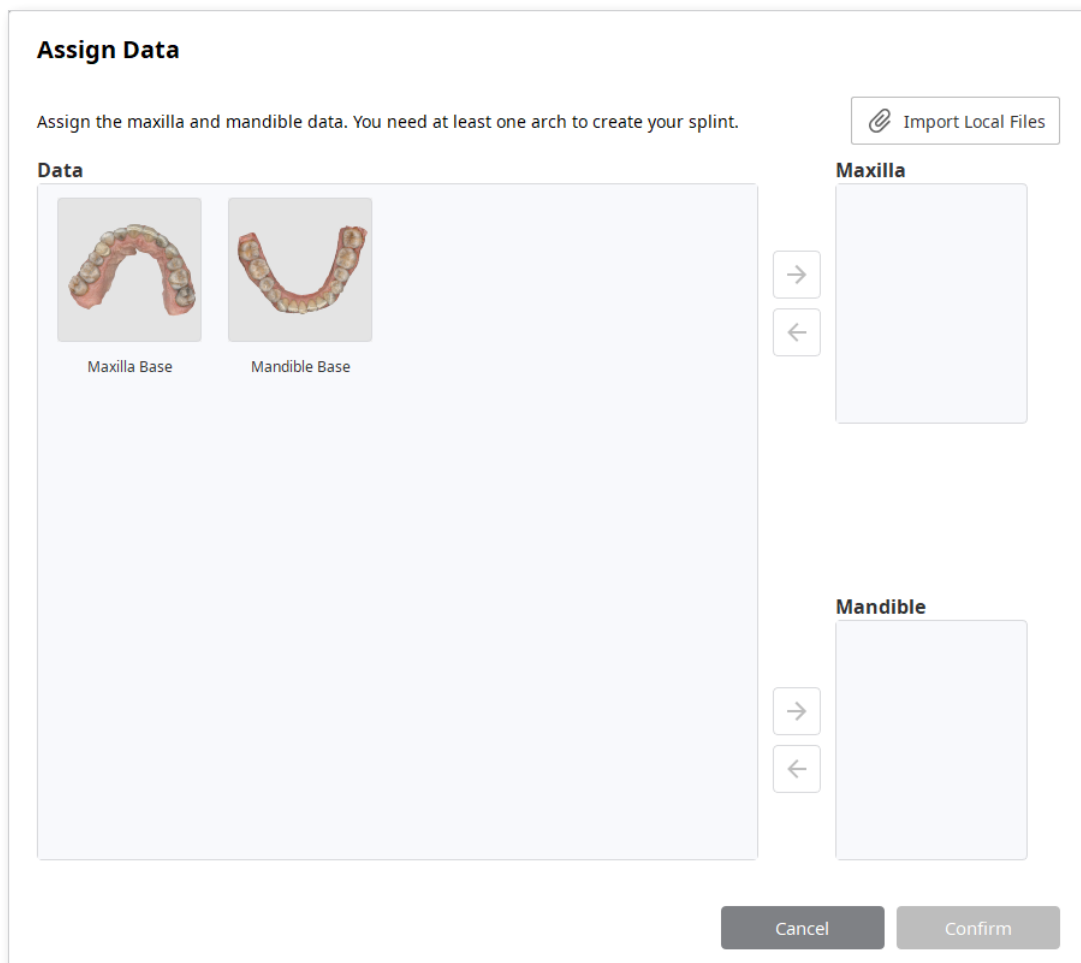 Assign Data
Assign the maxilla and mandible data. You need at least one arch to create your splint.
Import Local Files
Data
Maxilla
Maxilla Base
Mandible Base
Mandible
Cancel
Confirm